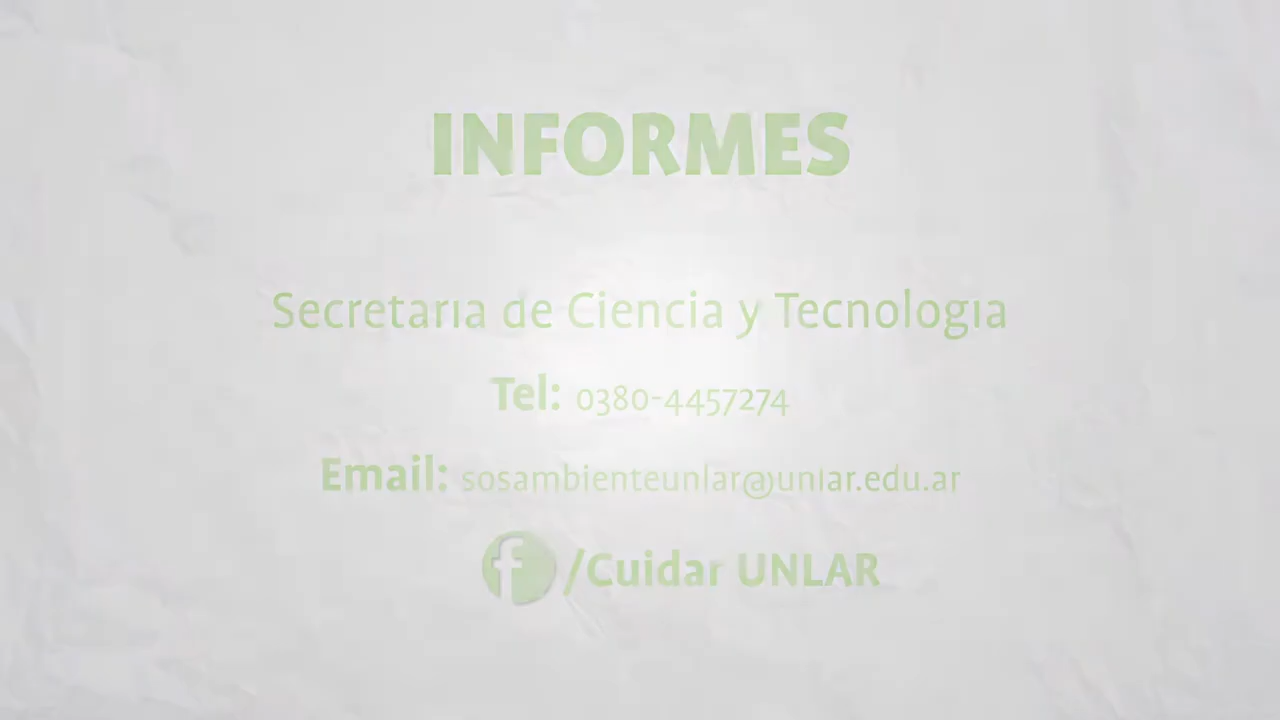 INFORMES
Secretaria de Ciencia y Tecnologia
Tel: 0380-4457274
Email: sosambienteunlar@unlar.edu.ar
f /Cuidar UNLAR